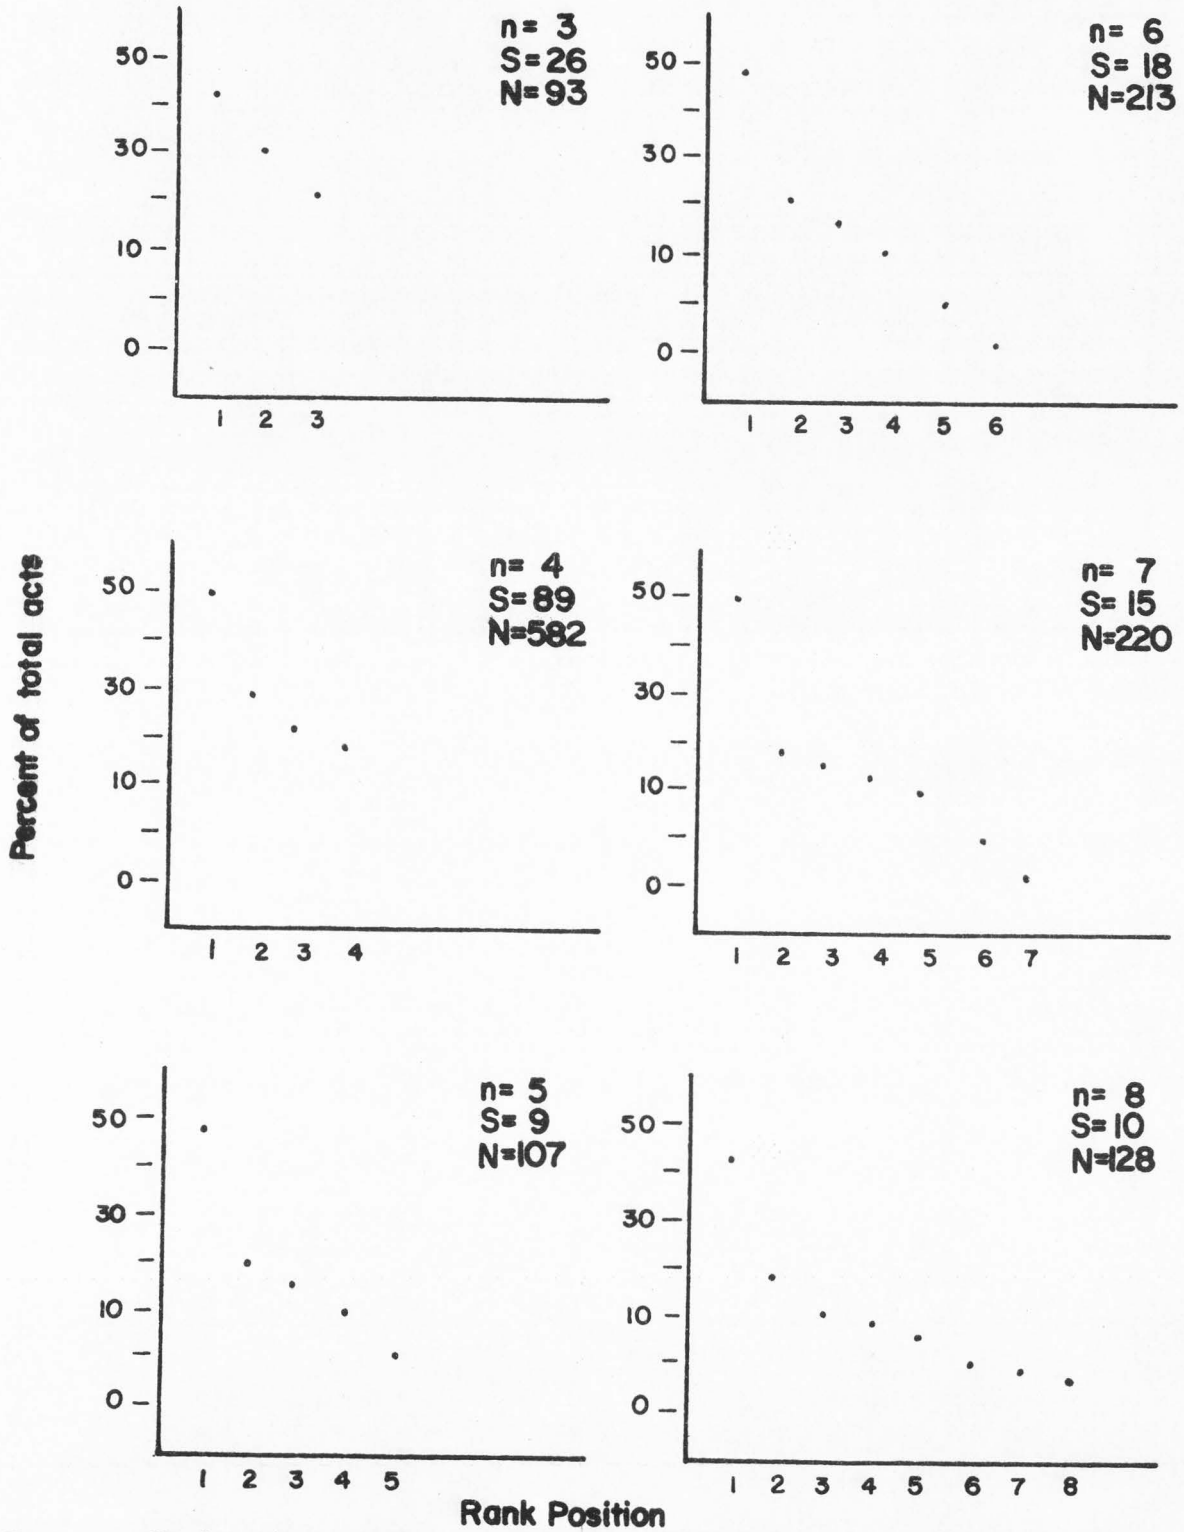 Percent of total acts
n= 3
S=26
N=93
50
30
10
0
1 2 3
n= 6
S= 18
N=213
50
30
10
0
1 2 3 4 5 6
n= 4
S=89
N=582
50
30
10
0
1 2 3 4
n= 7
S= 15
N=220
50
30
10
0
1 2 3 4 5 6 7
n= 5
S= 9
N=107
50
30
10
0
1 2 3 4 5
n= 8
S=10
N=128
50
30
10
0
1 2 3 4 5 6 7 8
Rank Position